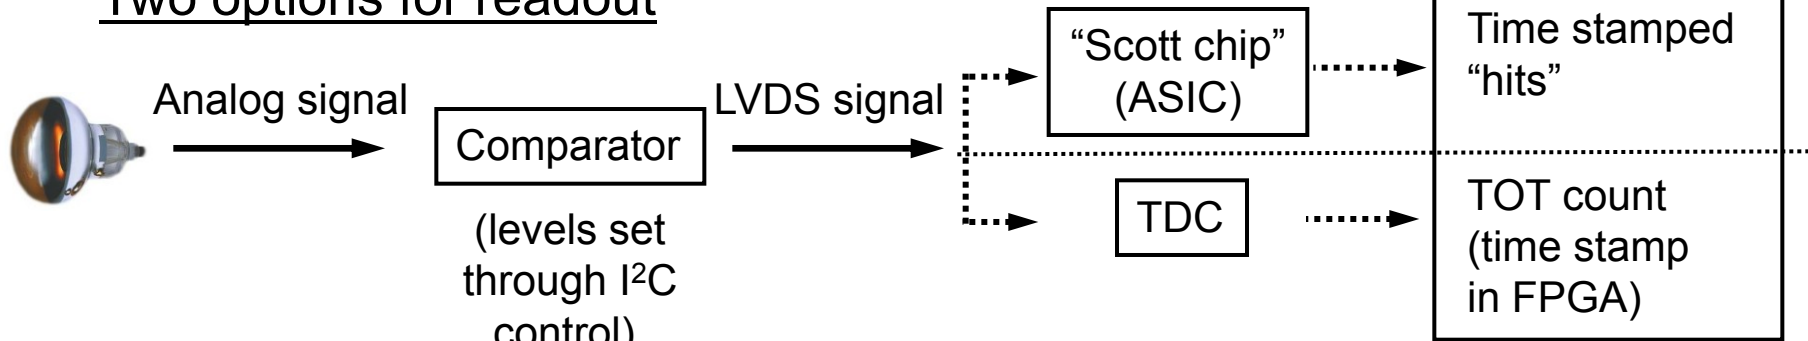 Two options for readout
Analog signal
Comparator
(levels set
through I²C
control)
LVDS signal
“Scott chip”
(ASIC)
TDC
Time stamped
“hits”
TOT count
(time stamp
in FPGA)